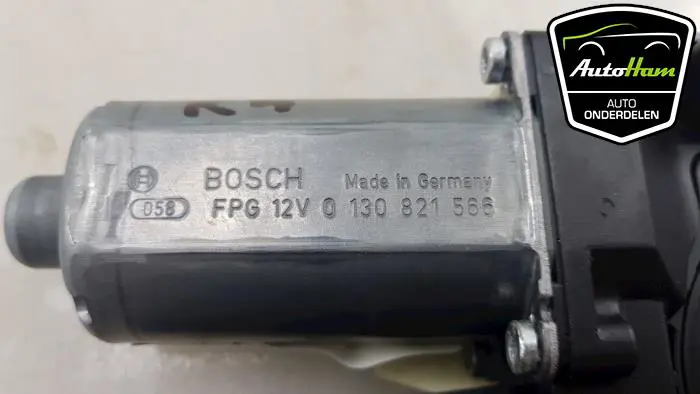 AutoHam
AUTO
ONDERDELEN
BOSCH Made in Germany
058 FPG 12V 0 130 821 566